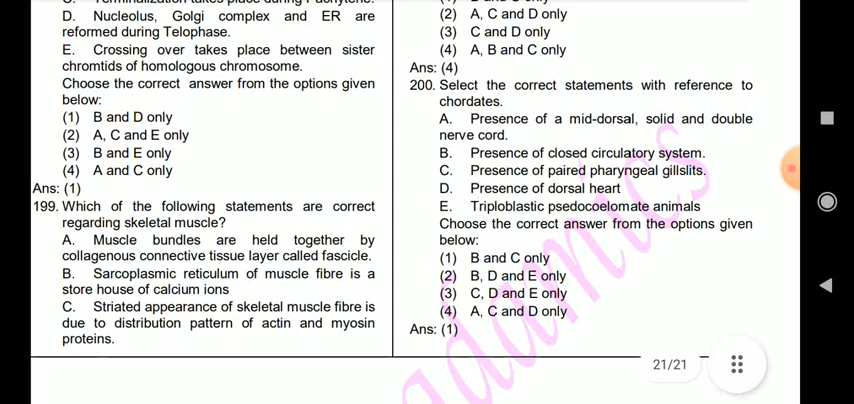 D. Nucleolus, Golgi complex and ER are
reformed during Telophase.
E. Crossing over takes place between sister
chromtids of homologous chromosome.
Choose the correct answer from the options given
below:
(1) B and D only
(2) A, C and E only
(3) B and E only
(4) A and C only
Ans: (1)
199. Which of the following statements are correct
regarding skeletal muscle?
A. Muscle bundles are held together by
collagenous connective tissue layer called fascicle.
B. Sarcoplasmic reticulum of muscle fibre is a
store house of calcium ions
C. Striated appearance of skeletal muscle fibre is
due to distribution pattern of actin and myosin
proteins.
(2) A, C and D only
(3) C and D only
(4) A, B and C only
Ans: (4)
200. Select the correct statements with reference to
chordates.
A. Presence of a mid-dorsal, solid and double
nerve cord.
B. Presence of closed circulatory system.
C. Presence of paired pharyngeal gillslits.
D. Presence of dorsal heart
E. Triploblastic psedocoelomate animals
Choose the correct answer from the options given
below:
(1) B and C only
(2) B, D and E only
(3) C, D and E only
(4) A, C and D only
Ans: (1)
21/21